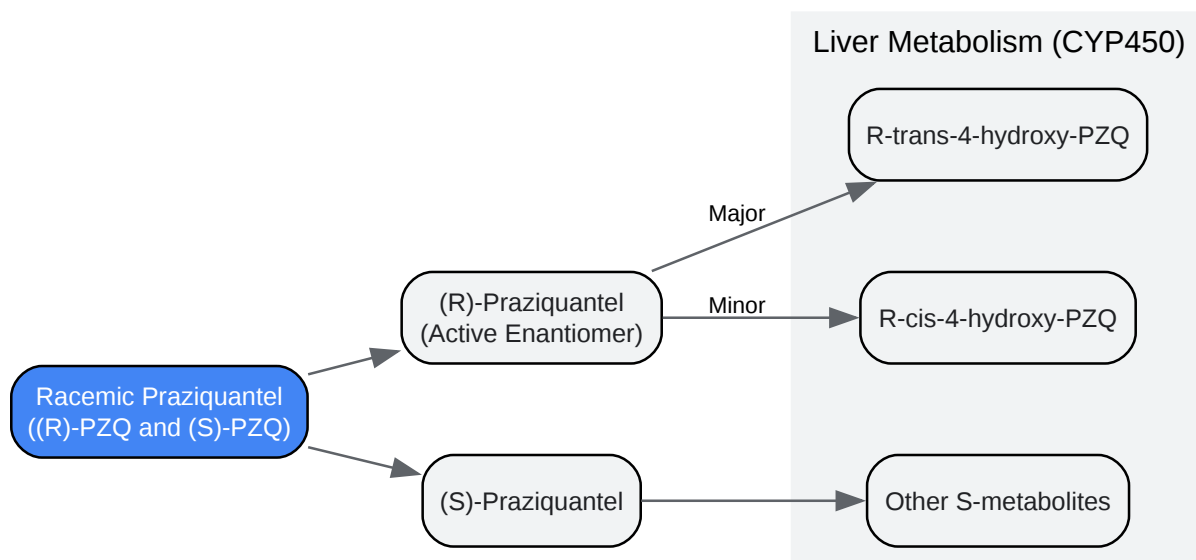 Liver Metabolism (CYP450)
R-trans-4-hydroxy-PZQ
Major
(R)-Praziquantel
(Active Enantiomer)
Minor
R-cis-4-hydroxy-PZQ
Racemic Praziquantel
((R)-PZQ and (S)-PZQ)
(S)-Praziquantel
Other S-metabolites